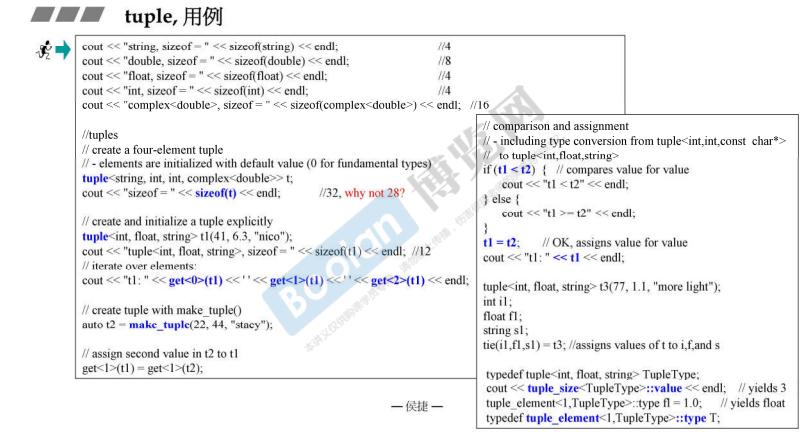 tuple, 用例
cout << "string, sizeof = " << sizeof(string) << endl; //4
cout << "double, sizeof = " << sizeof(double) << endl; //8
cout << "float, sizeof = " << sizeof(float) << endl; //4
cout << "int, sizeof = " << sizeof(int) << endl; //4
cout << "complex<double>, sizeof = " << sizeof(complex<double>) << endl; //16
//tuples
// create a four-element tuple
// - elements are initialized with default value (0 for fundamental types)
tuple<string, int, int, complex<double>> t;
cout << "sizeof = " << sizeof(t) << endl; //32, why not 28?
// create and initialize a tuple explicitly
tuple<int, float, string> t1(41, 6.3, "nico");
cout << "tuple<int, float, string>, sizeof = " << sizeof(t1) << endl; //12
// iterate over elements:
cout << "t1: " << get<0>(t1) << ' ' << get<1>(t1) << ' ' << get<2>(t1) << endl;
// create tuple with make_tuple()
auto t2 = make_tuple(22, 44, "stacy");
// assign second value in t2 to t1
get<1>(t1) = get<1>(t2);
// comparison and assignment
// - including type conversion from tuple<int,int,const char*>
// to tuple<int,float,string>
if (t1 < t2) { // compares value for value
cout << "t1 < t2" << endl;
} else {
cout << "t1 >= t2" << endl;
}
t1 = t2; // OK, assigns value for value
cout << "t1: " << t1 << endl;
tuple<int, float, string> t3(77, 1.1, "more light");
int i1;
float f1;
string s1;
tie(i1,f1,s1) = t3; //assigns values of t to i,f,and s
typedef tuple<int, float, string> TupleType;
cout << tuple_size<TupleType>::value << endl; // yields 3
tuple_element<1,TupleType>::type fl = 1.0; // yields float
typedef tuple_element<1,TupleType>::type T;
— 侯捷 —
Boolan 博览网